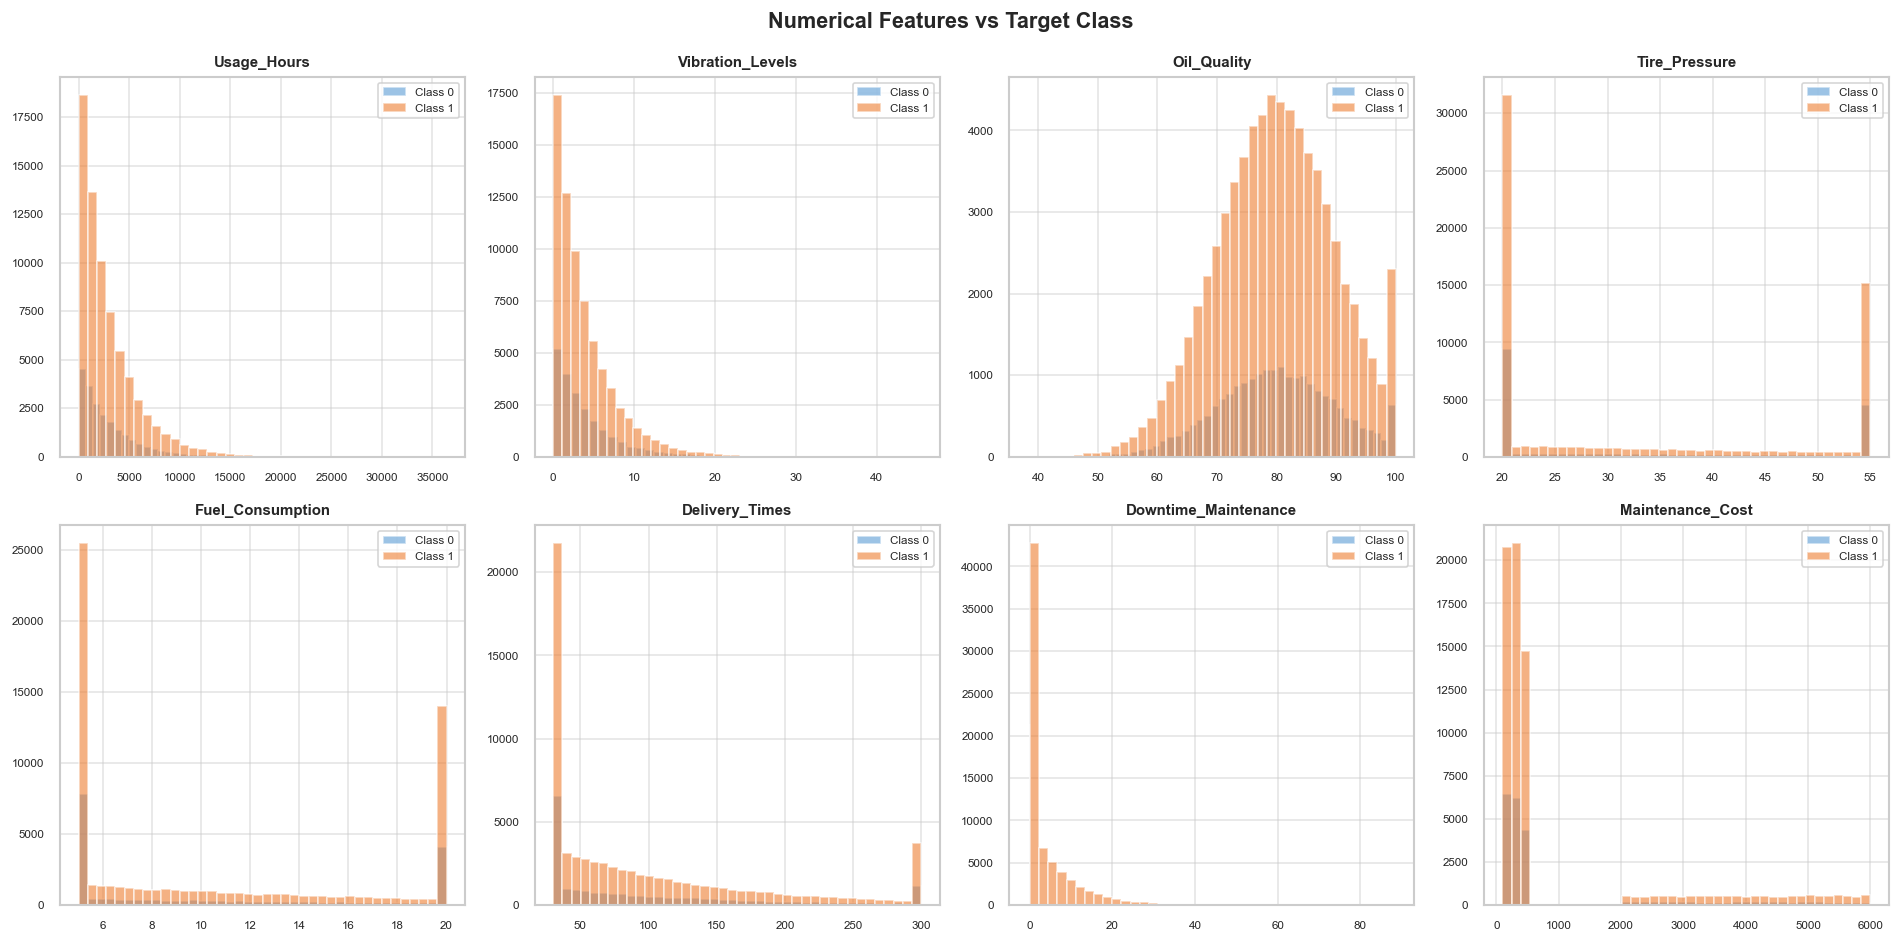 Numerical Features vs Target Class
Usage_Hours
Class 0
Class 1
17500
15000
12500
10000
7500
5000
2500
0
0 5000 10000 15000 20000 25000 30000 35000
Vibration_Levels
Class 0
Class 1
17500
15000
12500
10000
7500
5000
2500
0
0 10 20 30 40
Oil_Quality
Class 0
Class 1
4000
3000
2000
1000
0
40 50 60 70 80 90 100
Tire_Pressure
Class 0
Class 1
30000
25000
20000
15000
10000
5000
0
20 25 30 35 40 45 50 55
Fuel_Consumption
Class 0
Class 1
25000
20000
15000
10000
5000
0
6 8 10 12 14 16 18 20
Delivery_Times
Class 0
Class 1
20000
15000
10000
5000
0
50 100 150 200 250 300
Downtime_Maintenance
Class 0
Class 1
40000
35000
30000
25000
20000
15000
10000
5000
0
0 20 40 60 80
Maintenance_Cost
Class 0
Class 1
20000
17500
15000
12500
10000
7500
5000
2500
0
0 1000 2000 3000 4000 5000 6000